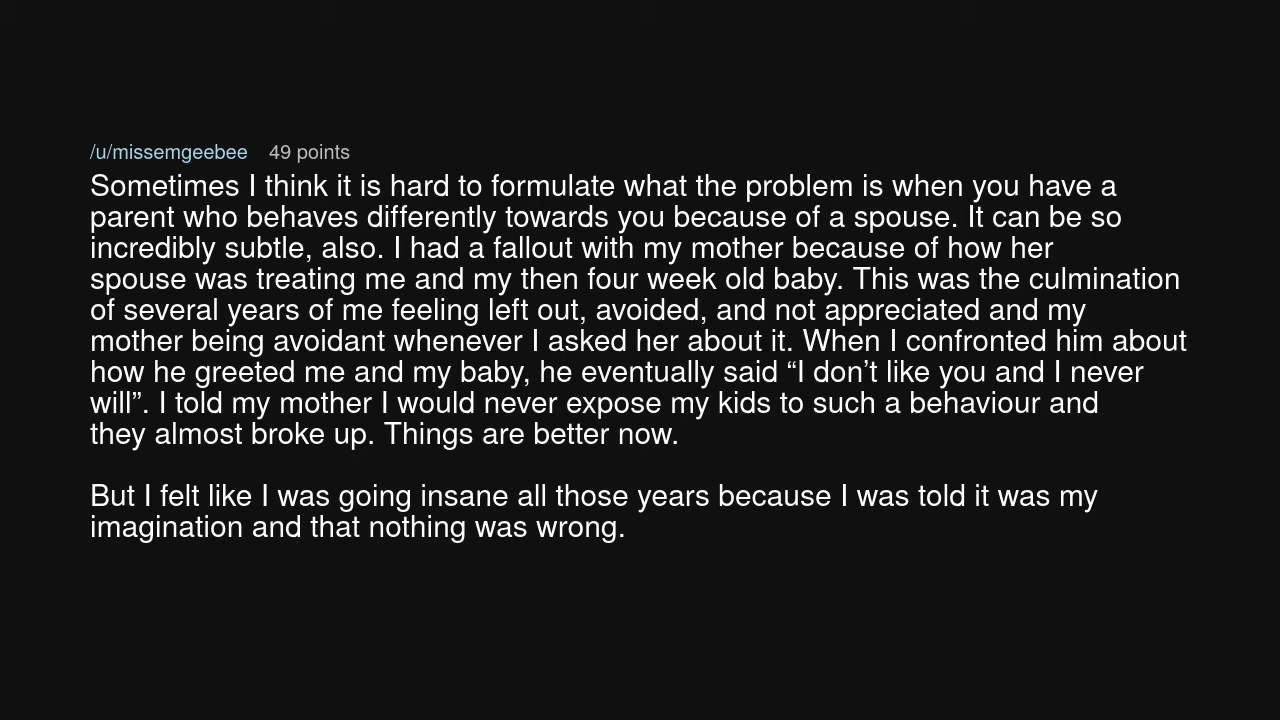 /u/missemgeebee 49 points
Sometimes I think it is hard to formulate what the problem is when you have a
parent who behaves differently towards you because of a spouse. It can be so
incredibly subtle, also. I had a fallout with my mother because of how her
spouse was treating me and my then four week old baby. This was the culmination
of several years of me feeling left out, avoided, and not appreciated and my
mother being avoidant whenever I asked her about it. When I confronted him about
how he greeted me and my baby, he eventually said “I don’t like you and I never
will”. I told my mother I would never expose my kids to such a behaviour and
they almost broke up. Things are better now.
But I felt like I was going insane all those years because I was told it was my
imagination and that nothing was wrong.